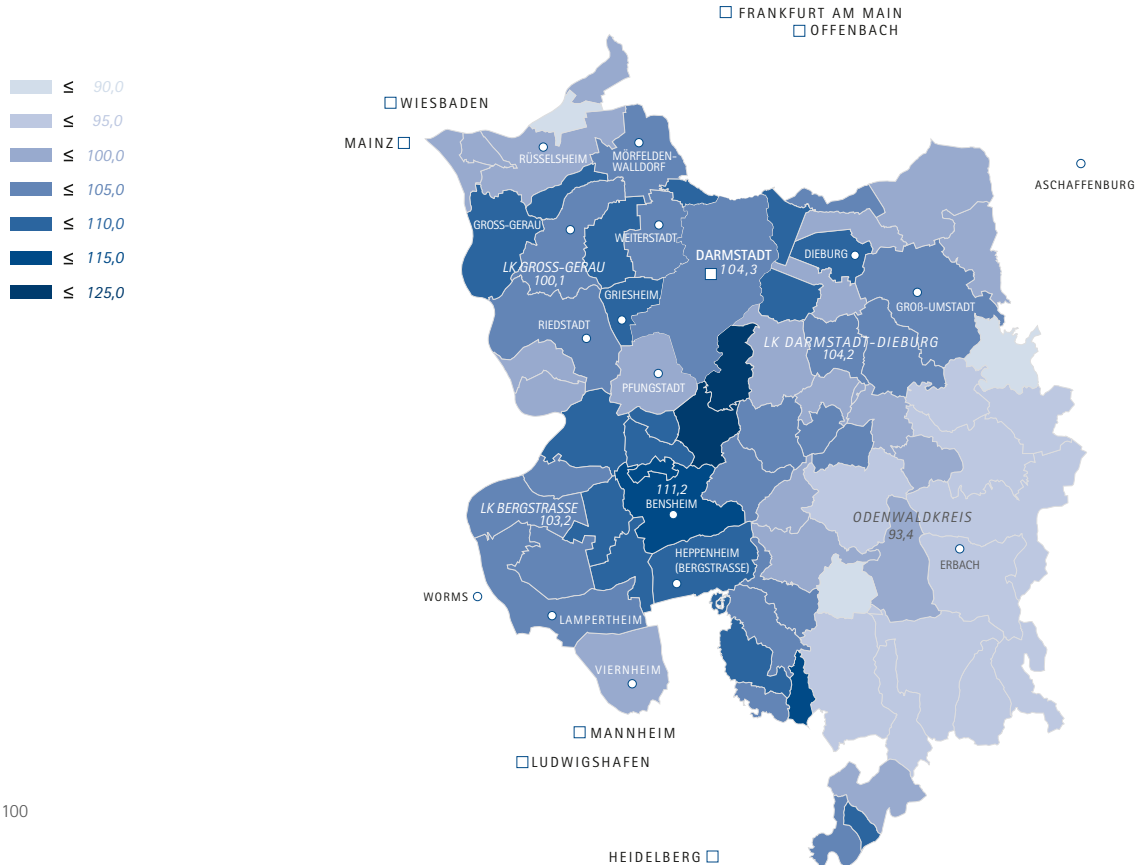 FRANKFURT AM MAIN
OFFENBACH
≤ 90,0
≤ 95,0
≤ 100,0
≤ 105,0
≤ 110,0
≤ 115,0
≤ 125,0
WIESBADEN
MAINZ
RÜSSELSHEIM
MÖRFELDEN-
WALLDORF
ASCHAFFENBURG
GROSS-GERAU
WEITERSTADT
DARMSTADT
104,3
DIEBURG
LK GROSS-GERAU
100,1
GRIESHEIM
GROß-UMSTADT
RIEDSTADT
LK DARMSTADT-DIEBURG
104,2
PFUNGSTADT
111,2
BENSHEIM
LK BERGSTRASSE
103,2
ODENWALDKREIS
93,4
HEPPENHEIM
(BERGSTRASSE)
ERBACH
WORMS
LAMPERTHEIM
VIERNHEIM
MANNHEIM
LUDWIGSHAFEN
100
HEIDELBERG